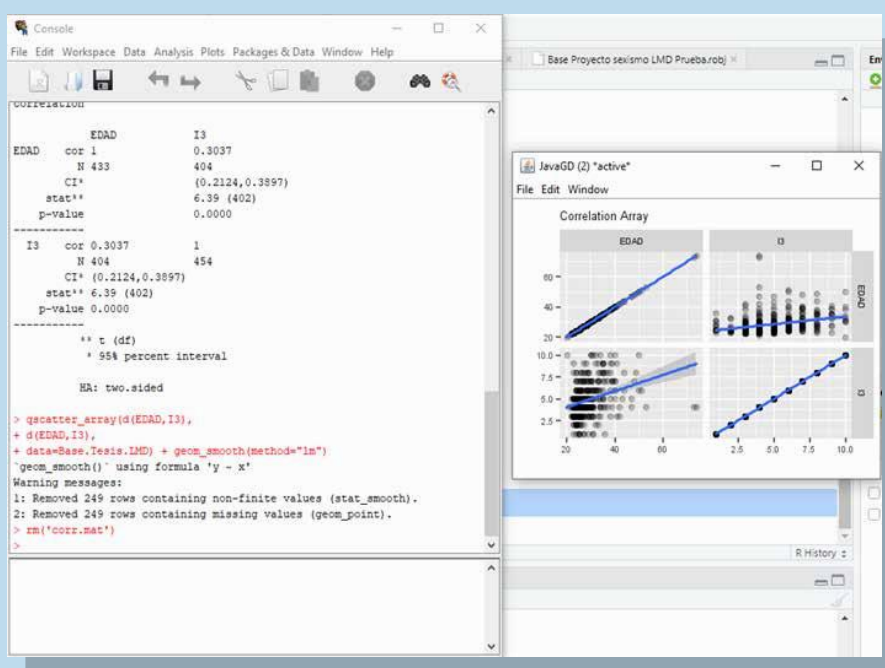 Console
File Edit Workspace Data Analysis Plots Packages & Data Window Help
correlation
EDAD I3
EDAD cor 1 0.3037
N 433 404
CI* (0.2124,0.3897)
stat** 6.39 (402)
p-value 0.0000
-----------
I3 cor 0.3037 1
N 404 454
CI* (0.2124,0.3897)
stat** 6.39 (402)
p-value 0.0000
-----------
** t (df)
* 95% percent interval
HA: two.sided
> qscatter_array(d(EDAD,I3),
+ d(EDAD,I3),
+ data=Base.Tesis.LMD) + geom_smooth(method="lm")
`geom_smooth()` using formula 'y ~ x'
Warning messages:
1: Removed 249 rows containing non-finite values (stat_smooth).
2: Removed 249 rows containing missing values (geom_point).
> rm('corr.mat')
>
Base Proyecto sexismo LMD Prueba.robj
JavaGD (2) *active*
File Edit Window
Correlation Array
EDAD I3
60
40
20
EDAD
10.0
7.5
5.0
2.5
I3
20 40 60 2.5 5.0 7.5 10.0
R History